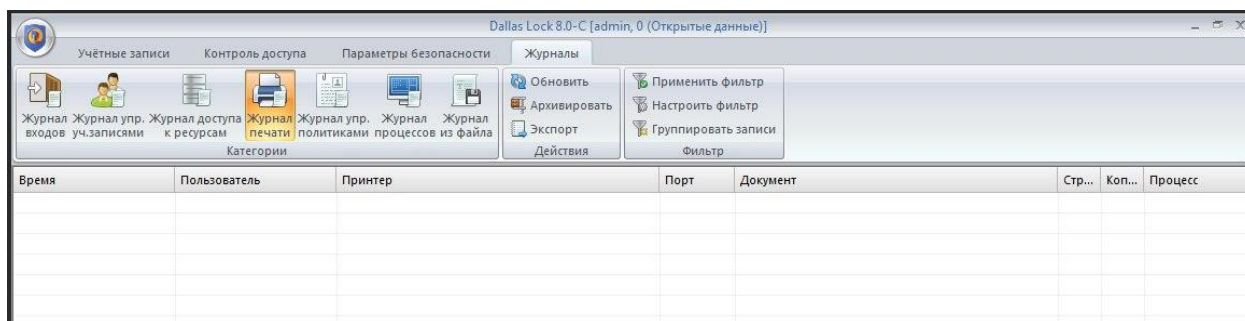 Dallas Lock 8.0-C [admin, 0 (Открытые данные)]
Учётные записи Контроль доступа Параметры безопасности Журналы
Журнал входов
Журнал упр. уч.записями
Журнал доступа к ресурсам
Журнал печати
Журнал упр. политиками
Журнал процессов
Журнал из файла
Категории
Обновить
Архивировать
Экспорт
Действия
Применить фильтр
Настроить фильтр
Группировать записи
Фильтр
Время Пользователь Принтер Порт Документ Стр... Коп... Процесс